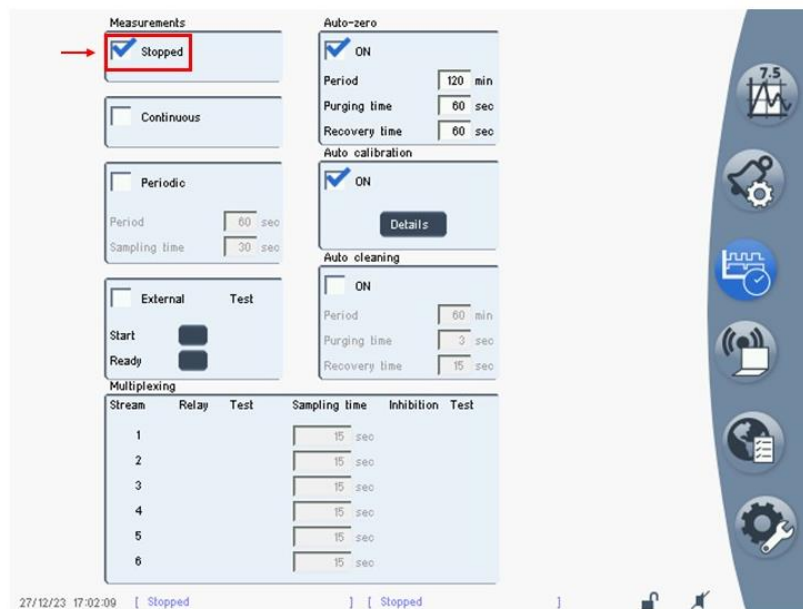 Measurements
Stopped
Continuous
Periodic
Period 60 sec
Sampling time 30 sec
External Test
Start
Ready
Auto-zero
ON
Period 120 min
Purging time 60 sec
Recovery time 60 sec
Auto calibration
ON
Details
Auto cleaning
ON
Period 60 min
Purging time 3 sec
Recovery time 15 sec
Multiplexing
Stream Relay Test Sampling time Inhibition Test
1 15 sec
2 15 sec
3 15 sec
4 15 sec
5 15 sec
6 15 sec
7.5
27/12/23 17:02:09 [ Stopped ] [ Stopped ]